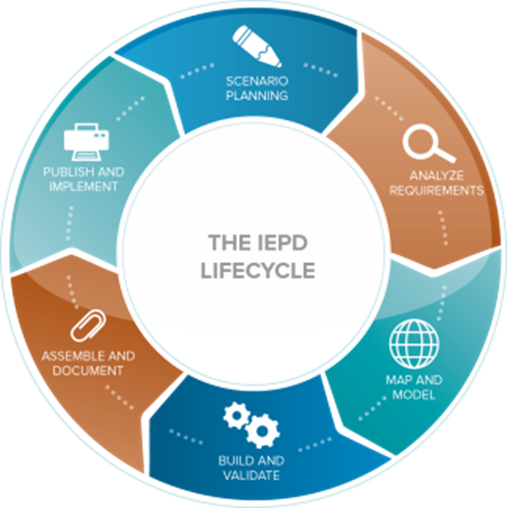 SCENARIO
PLANNING
ANALYZE
REQUIREMENTS
MAP AND
MODEL
BUILD AND
VALIDATE
ASSEMBLE AND
DOCUMENT
PUBLISH AND
IMPLEMENT
THE IEPD
LIFECYCLE